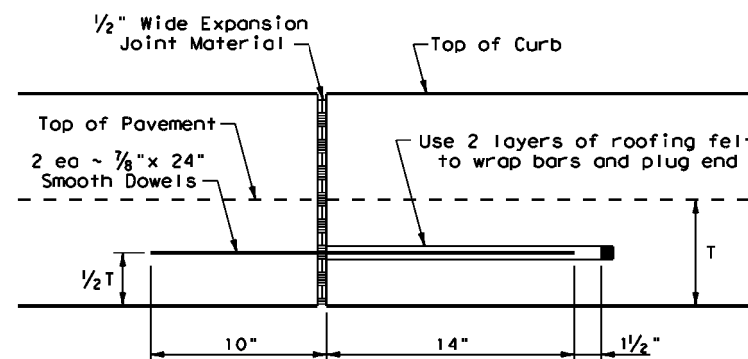 ½" Wide Expansion
Joint Material
Top of Curb
Top of Pavement
Use 2 layers of roofing fel
to wrap bars and plug end
2 ea ~ ⅞"x 24"
Smooth Dowels
T
½T
10"
14"
1½"